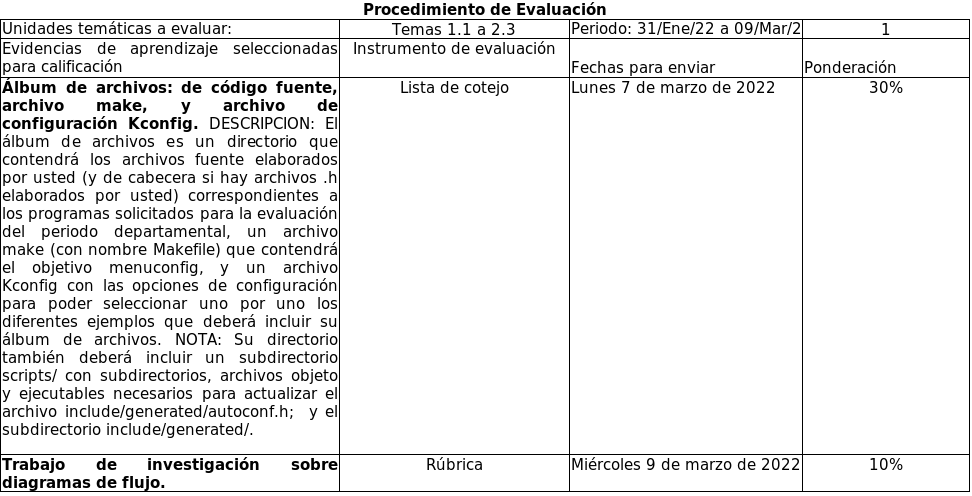 Procedimiento de Evaluación
Unidades temáticas a evaluar:
Temas 1.1 a 2.3
Periodo: 31/Ene/22 a 09/Mar/2
1
Evidencias de aprendizaje seleccionadas
para calificación
Instrumento de evaluación
Fechas para enviar
Ponderación
Álbum de archivos: de código fuente,
archivo make, y archivo de
configuración Kconfig. DESCRIPCION: El
álbum de archivos es un directorio que
contendrá los archivos fuente elaborados
por usted (y de cabecera si hay archivos .h
elaborados por usted) correspondientes a
los programas solicitados para la evaluación
del periodo departamental, un archivo
make (con nombre Makefile) que contendrá
el objetivo menuconfig, y un archivo
Kconfig con las opciones de configuración
para poder seleccionar uno por uno los
diferentes ejemplos que deberá incluir su
álbum de archivos. NOTA: Su directorio
también deberá incluir un subdirectorio
scripts/ con subdirectorios, archivos objeto
y ejecutables necesarios para actualizar el
archivo include/generated/autoconf.h; y el
subdirectorio include/generated/.
Lista de cotejo
Lunes 7 de marzo de 2022
30%
Trabajo de investigación sobre
diagramas de flujo.
Rúbrica
Miércoles 9 de marzo de 2022
10%